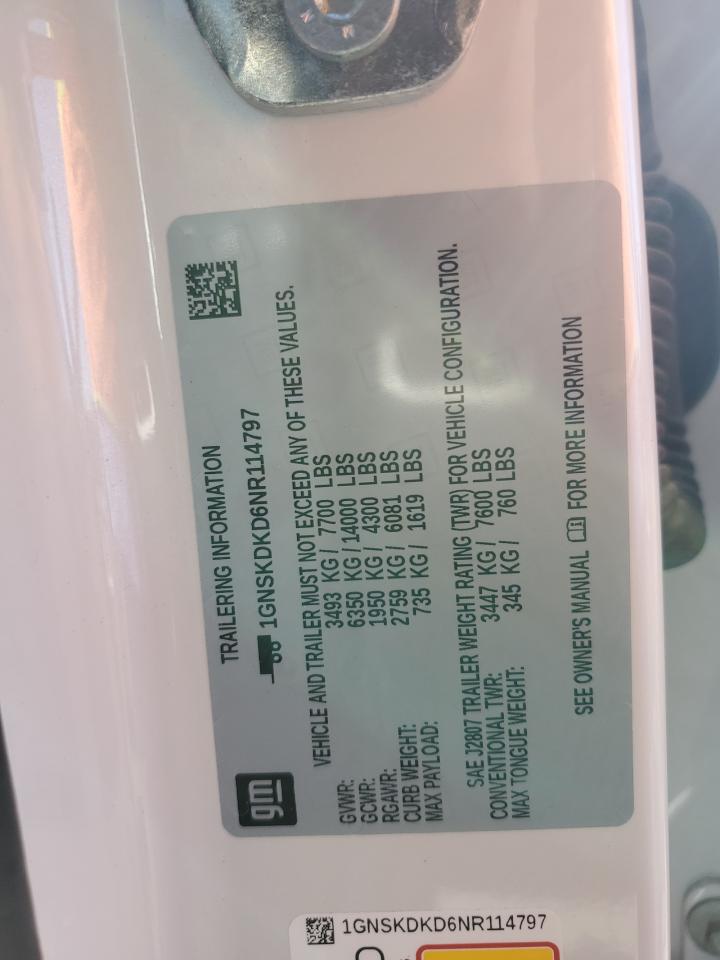 gm
TRAILERING INFORMATION
1GNSKDKD6NR114797
VEHICLE AND TRAILER MUST NOT EXCEED ANY OF THESE VALUES.
GVWR: 3493 KG / 7700 LBS
GCWR: 6350 KG / 14000 LBS
RGAWR: 1950 KG / 4300 LBS
CURB WEIGHT: 2759 KG / 6081 LBS
MAX PAYLOAD: 735 KG / 1619 LBS
SAE J2807 TRAILER WEIGHT RATING (TWR) FOR VEHICLE CONFIGURATION.
CONVENTIONAL TWR: 3447 KG / 7600 LBS
MAX TONGUE WEIGHT: 345 KG / 760 LBS
SEE OWNER'S MANUAL FOR MORE INFORMATION
1GNSKDKD6NR114797